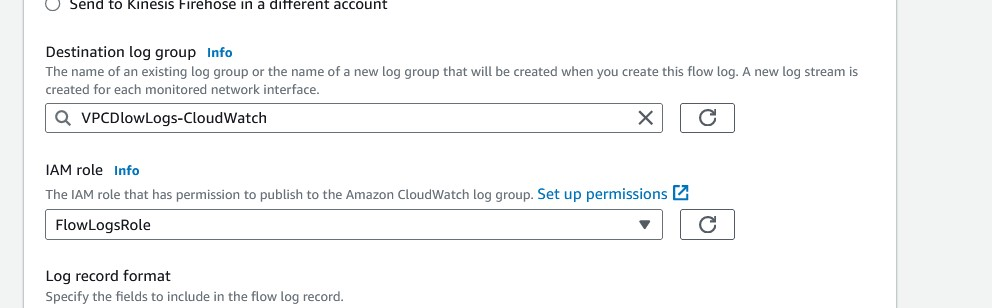 Send to Kinesis Firehose in a different account
Destination log group Info
The name of an existing log group or the name of a new log group that will be created when you create this flow log. A new log stream is
created for each monitored network interface.
VPCDlowLogs-CloudWatch
IAM role Info
The IAM role that has permission to publish to the Amazon CloudWatch log group. Set up permissions
FlowLogsRole
Log record format
Specify the fields to include in the flow log record.